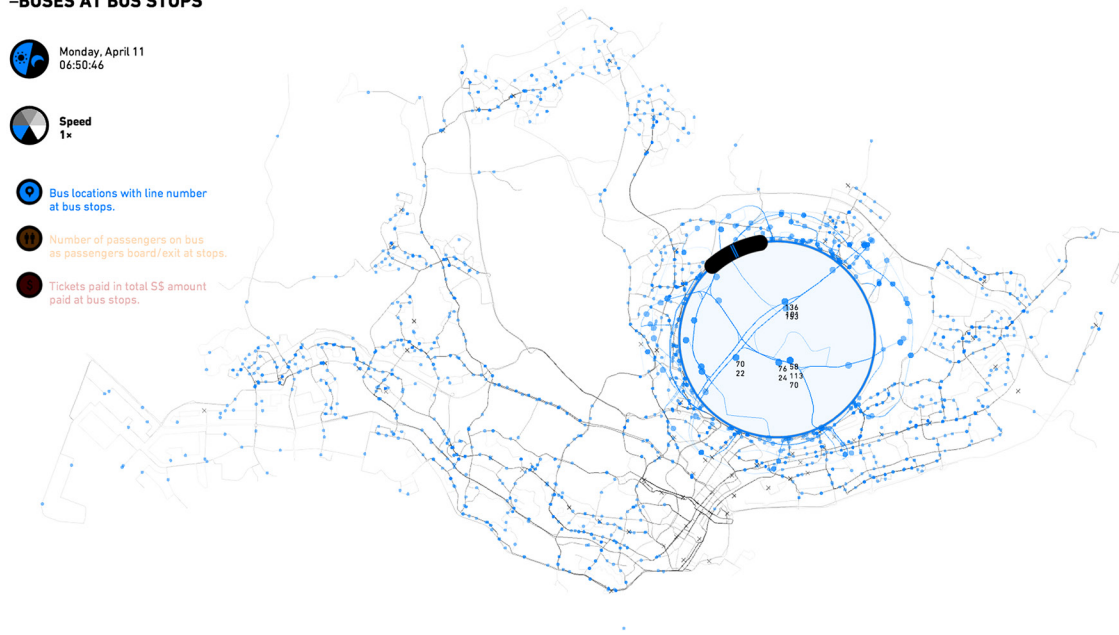 –BUSES AT BUS STOPS
Monday, April 11
06:50:46
Speed
1×
Bus locations with line number
at bus stops.
Number of passengers on bus
as passengers board/exit at stops.
Tickets paid in total S$ amount
paid at bus stops.
136
70
22
76
58
24
113
70